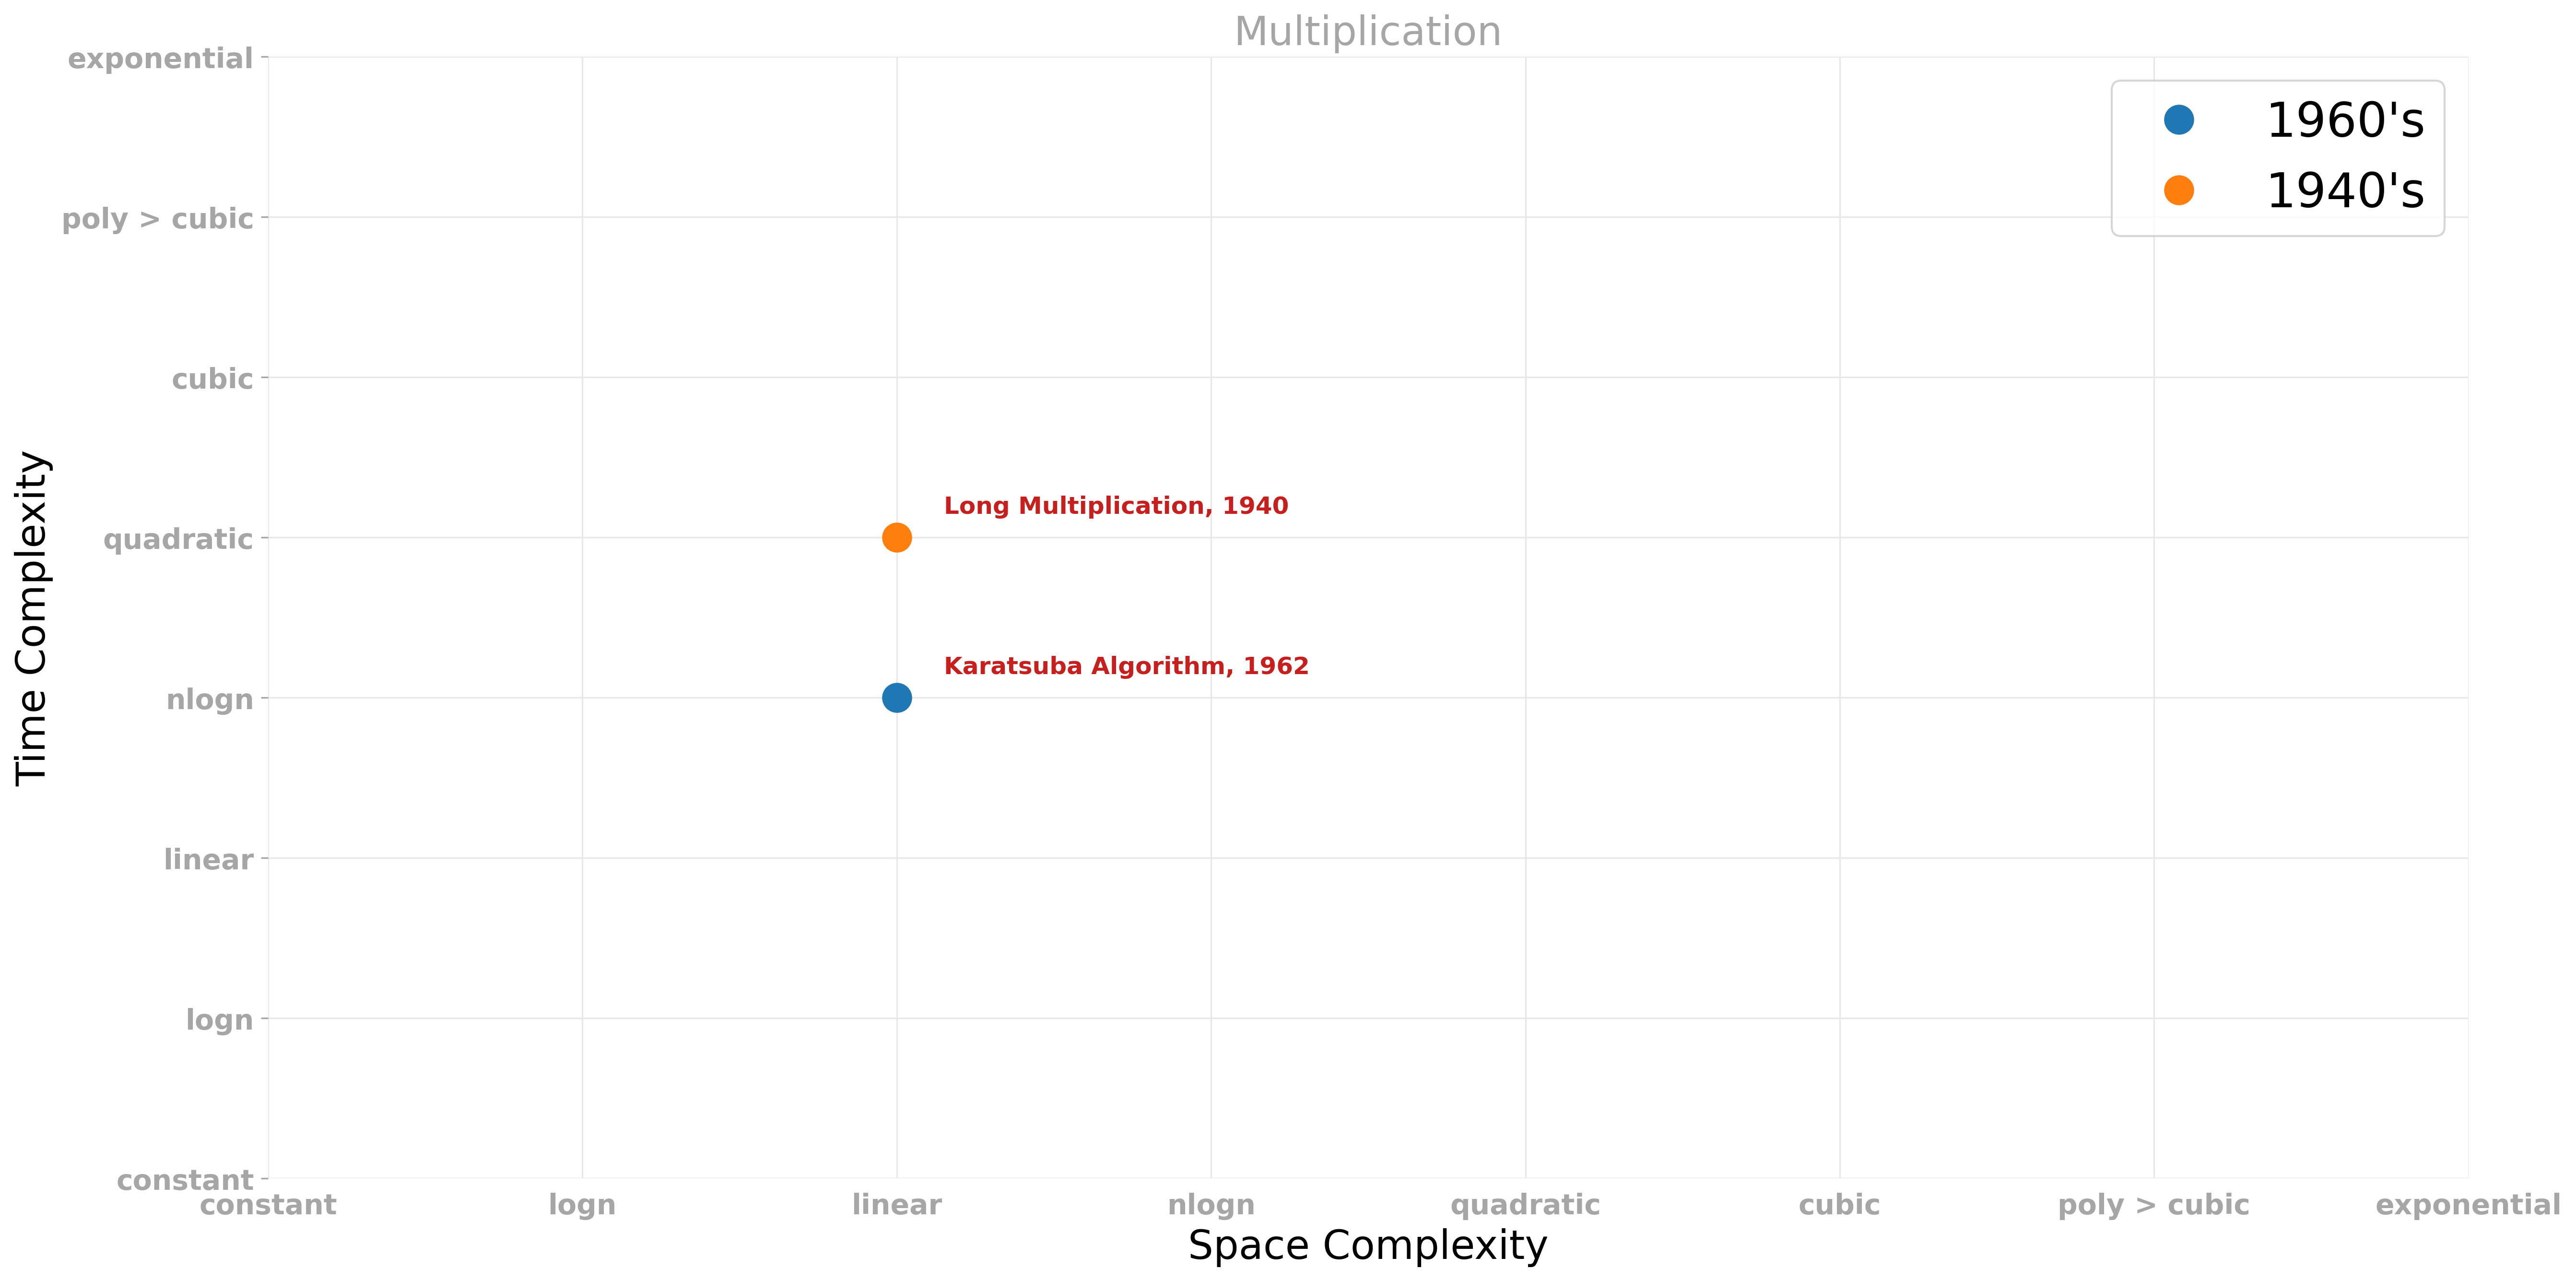 Multiplication
exponential
poly > cubic
cubic
quadratic
nlogn
linear
logn
constant
Time Complexity
1960's
1940's
Long Multiplication, 1940
Karatsuba Algorithm, 1962
constant
logn
linear
nlogn
quadratic
cubic
poly > cubic
exponential
Space Complexity